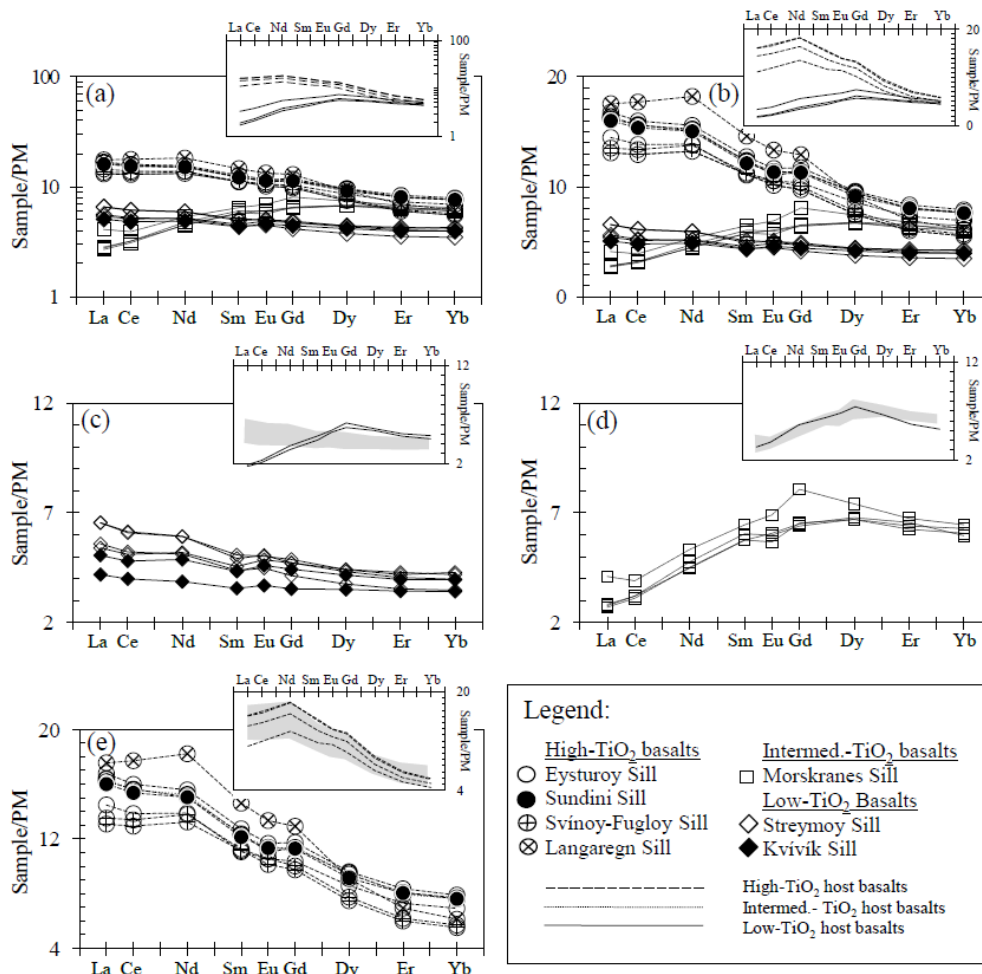 La Ce Nd Sm Eu Gd Dy Er Yb
100
Sample/PM
1
(a)
100
10
1
Sample/PM
La Ce Nd Sm Eu Gd Dy Er Yb
La Ce Nd Sm Eu Gd Dy Er Yb
20
Sample/PM
0
(b)
20
15
10
5
0
Sample/PM
La Ce Nd Sm Eu Gd Dy Er Yb
La Ce Nd Sm Eu Gd Dy Er Yb
12
Sample/PM
2
(c)
12
7
2
Sample/PM
La Ce Nd Sm Eu Gd Dy Er Yb
La Ce Nd Sm Eu Gd Dy Er Yb
12
Sample/PM
2
(d)
12
7
2
Sample/PM
La Ce Nd Sm Eu Gd Dy Er Yb
La Ce Nd Sm Eu Gd Dy Er Yb
20
Sample/PM
4
(e)
20
12
4
Sample/PM
La Ce Nd Sm Eu Gd Dy Er Yb
Legend:
High-TiO2 basalts
Eysturoy Sill
Sundini Sill
Svínoy-Fugloy Sill
Langaregn Sill
Intermed.-TiO2 basalts
Morskranes Sill
Low-TiO2 Basalts
Streymoy Sill
Kvívík Sill
High-TiO2 host basalts
Intermed.- TiO2 host basalts
Low-TiO2 host basalts